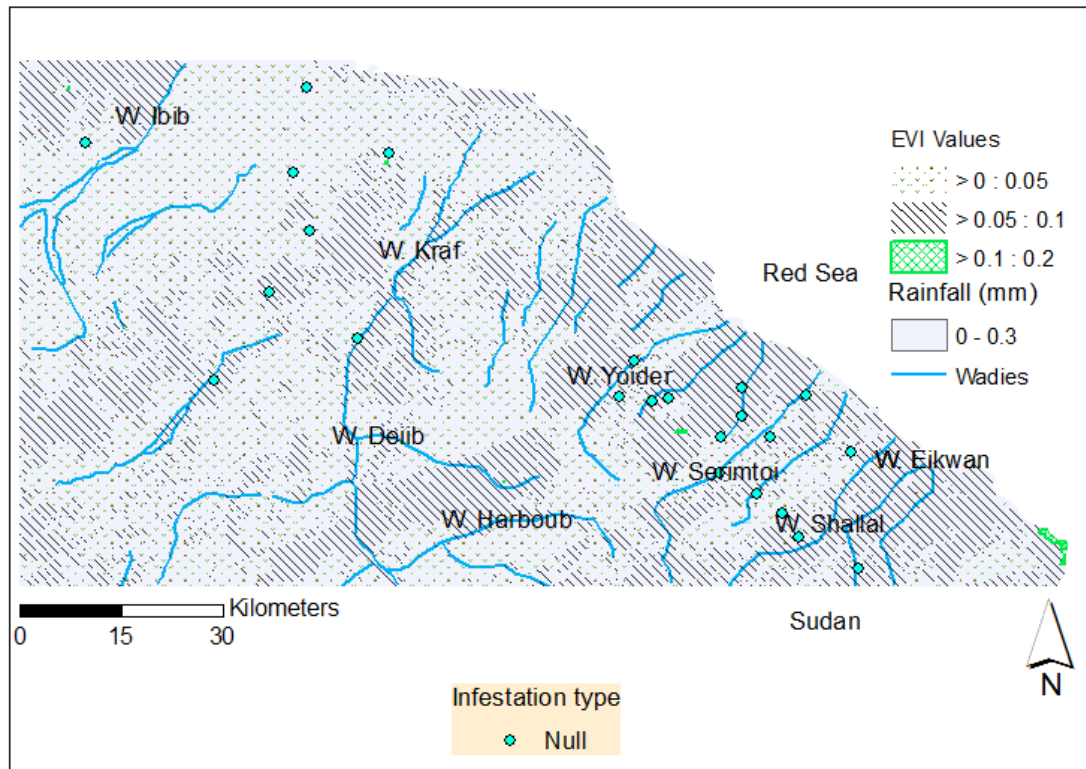 W. Ibib
EVI Values
> 0 : 0.05
> 0.05 : 0.1
> 0.1 : 0.2
Rainfall (mm)
0 - 0.3
Wadies
W. Kraf
Red Sea
W. Yoider
W. Deiib
W. Serimtoi
W. Eikwan
W. Harboub
W. Shallal
Kilometers
0 15 30
Sudan
N
Infestation type
Null